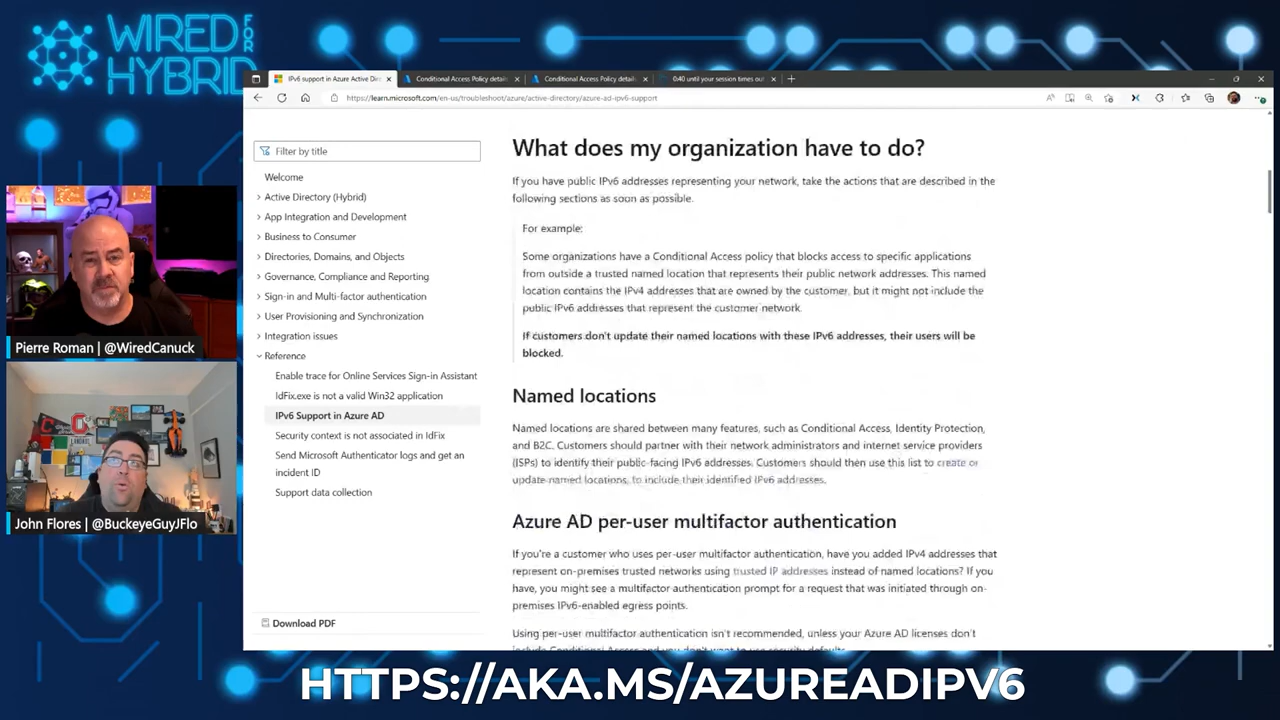 WIRED FOR
HYBRID
IPv6 support in Azure Active Dir
Conditional Access Policy details
Conditional Access Policy details
0:40 until your session times out
https://learn.microsoft.com/en-us/troubleshoot/azure/active-directory/azure-ad-ipv6-support
Filter by title
Welcome
Active Directory (Hybrid)
App Integration and Development
Business to Consumer
Directories, Domains, and Objects
Governance, Compliance and Reporting
Sign-in and Multi-factor authentication
User Provisioning and Synchronization
Integration issues
Reference
Enable trace for Online Services Sign-in Assistant
IdFix.exe is not a valid Win32 application
IPv6 Support in Azure AD
Security context is not associated in IdFix
Send Microsoft Authenticator logs and get an
incident ID
Support data collection
Download PDF
What does my organization have to do?
If you have public IPv6 addresses representing your network, take the actions that are described in the
following sections as soon as possible.
For example:
Some organizations have a Conditional Access policy that blocks access to specific applications
from outside a trusted named location that represents their public network addresses. This named
location contains the IPv4 addresses that are owned by the customer, but it might not include the
public IPv6 addresses that represent the customer network.
If customers don't update their named locations with these IPv6 addresses, their users will be
blocked.
Named locations
Named locations are shared between many features, such as Conditional Access, Identity Protection,
and B2C. Customers should partner with their network administrators and internet service providers
(ISPs) to identify their public-facing IPv6 addresses. Customers should then use this list to create or
update named locations, to include their identified IPv6 addresses.
Azure AD per-user multifactor authentication
If you're a customer who uses per-user multifactor authentication, have you added IPv4 addresses that
represent on-premises trusted networks using trusted IP addresses instead of named locations? If you
have, you might see a multifactor authentication prompt for a request that was initiated through on-
premises IPv6-enabled egress points.
Using per-user multifactor authentication isn't recommended, unless your Azure AD licenses don't
include Conditional Access and you don't want to use security defaults.
Pierre Roman | @WiredCanuck
John Flores | @BuckeyeGuyJFlo
HTTPS://AKA.MS/AZUREADIPV6